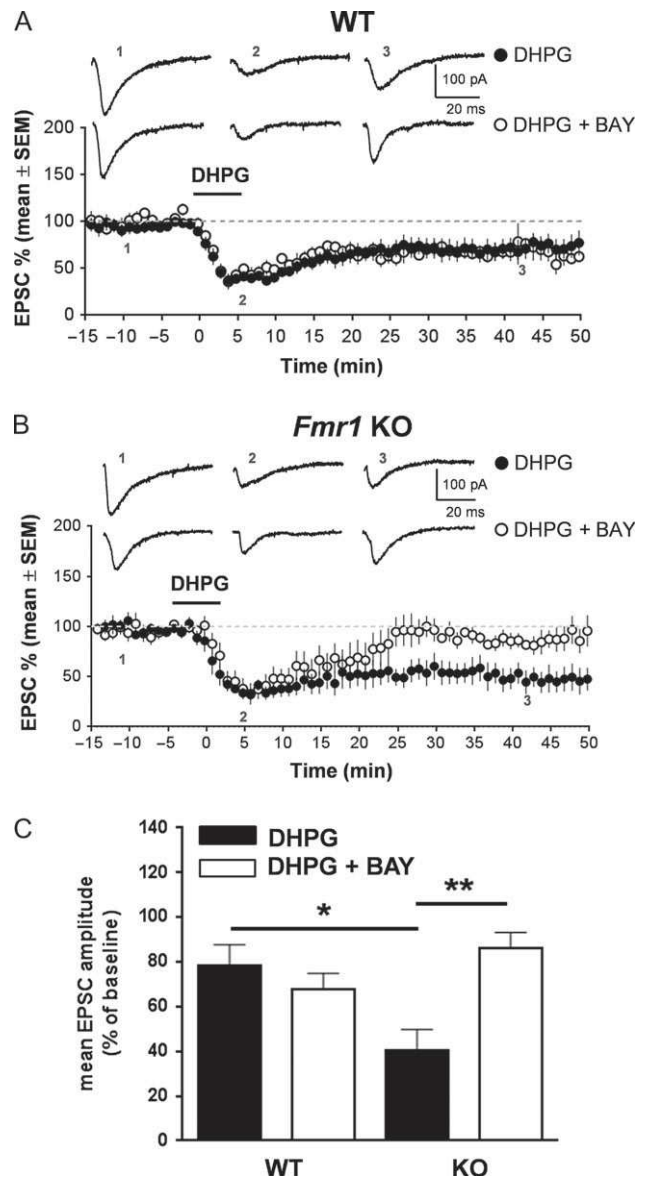 A
WT
1 2 3
● DHPG
100 pA
20 ms
○ DHPG + BAY
EPSC % (mean ± SEM)
200
150
100
50
0
DHPG
1
2
3
−15 −10 −5 0 5 10 15 20 25 30 35 40 45 50
Time (min)
B
Fmr1 KO
1 2 3
● DHPG
100 pA
20 ms
○ DHPG + BAY
EPSC % (mean ± SEM)
200
150
100
50
0
DHPG
1
2
3
−15 −10 −5 0 5 10 15 20 25 30 35 40 45 50
Time (min)
C
mean EPSC amplitude
(% of baseline)
140
120
100
80
60
40
20
0
DHPG
DHPG + BAY
*
**
WT KO